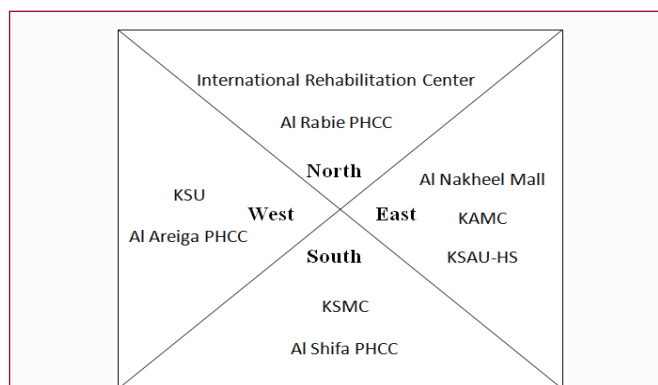 International Rehabilitation Center
Al Rabie PHCC
North
Al Nakheel Mall
KSU
West
East
KAMC
Al Areiga PHCC
South
KSAU-HS
KSMC
Al Shifa PHCC